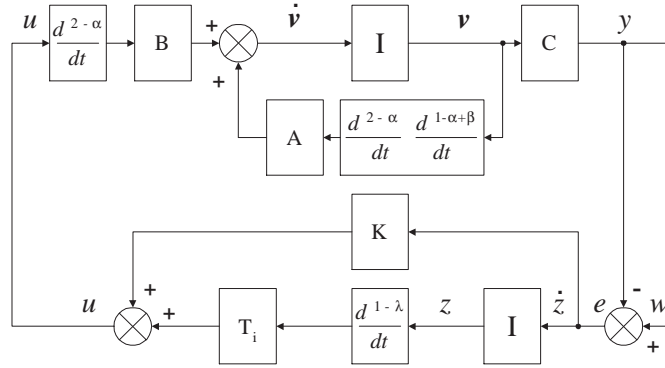 u
d^{2 - α}/dt
B
+
+
v̇
I
v
C
y
A
d^{2 - α}/dt d^{1-α+β}/dt
K
u
+
+
T_i
d^{1 - λ}/dt
z
I
ż
e
-
w
+